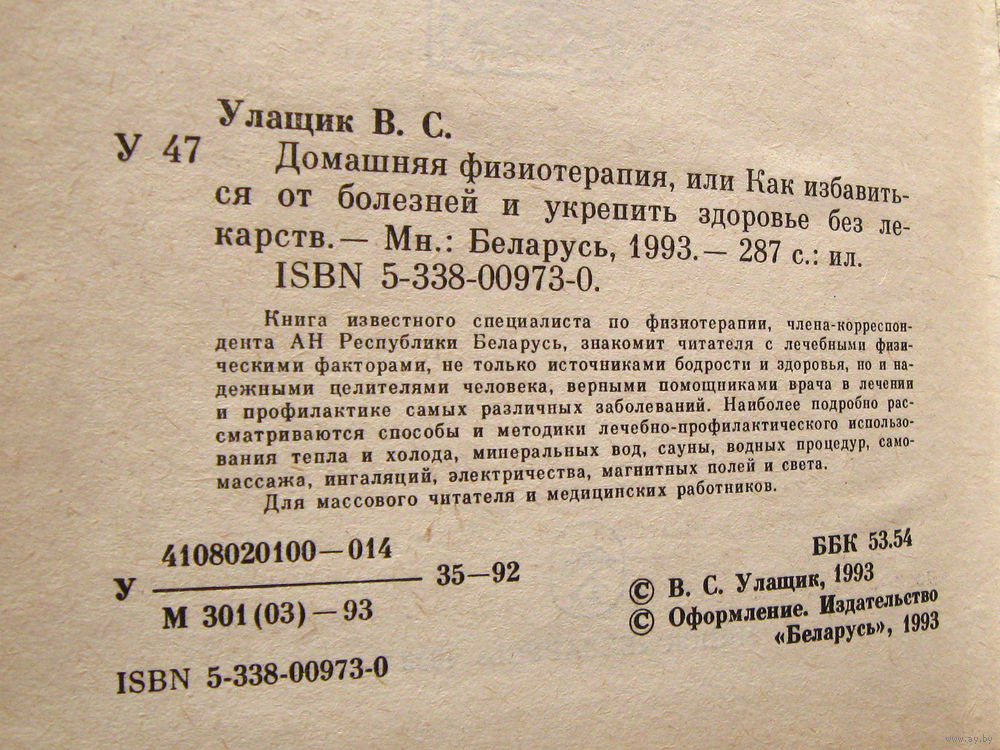 Улащик В. С.
У 47
Домашняя физиотерапия, или Как избавить-
ся от болезней и укрепить здоровье без ле-
карств.— Мн.: Беларусь, 1993.— 287 с.: ил.
ISBN 5-338-00973-0.
Книга известного специалиста по физиотерапии, члена-корреспон-
дента АН Республики Беларусь, знакомит читателя с лечебными физи-
ческими факторами, не только источниками бодрости и здоровья, но и на-
дежными целителями человека, верными помощниками врача в лечении
и профилактике самых различных заболеваний. Наиболее подробно рас-
сматриваются способы и методики лечебно-профилактического использо-
вания тепла и холода, минеральных вод, сауны, водных процедур, само-
массажа, ингаляций, электричества, магнитных полей и света.
Для массового читателя и медицинских работников.
У 4108020100—014
М 301(03)—93
35—92
ББК 53.54
© В. С. Улащик, 1993
© Оформление. Издательство
«Беларусь», 1993
ISBN 5-338-00973-0
www.ay.by